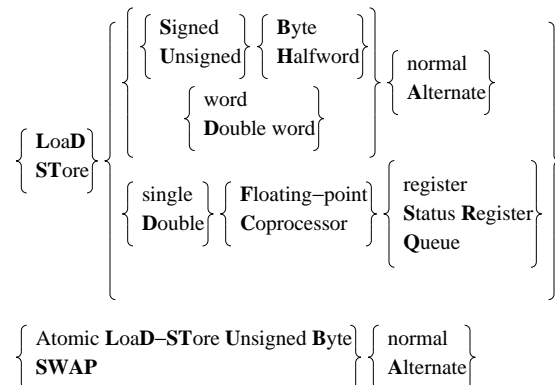 Signed Byte
Unsigned Halfword
normal
word Alternate
Double word
LoaD
STore
single Floating−point register
Double Coprocessor Status Register
Queue
Atomic LoaD−STore Unsigned Byte normal
SWAP Alternate